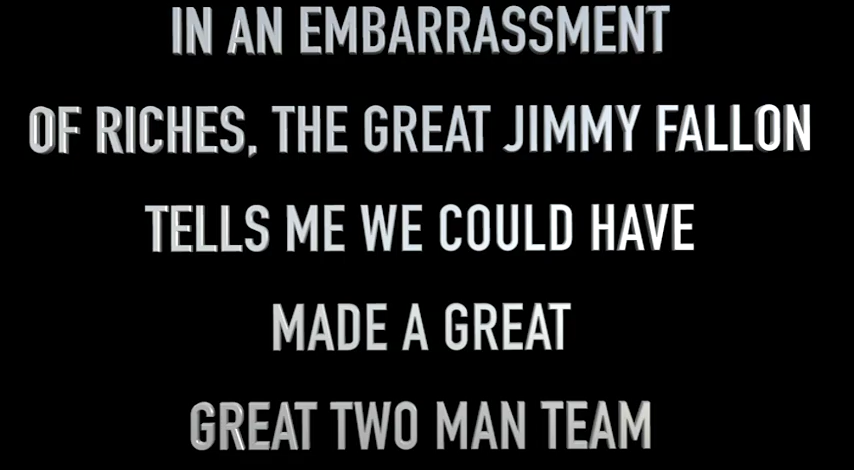 IN AN EMBARRASSMENT
OF RICHES, THE GREAT JIMMY FALLON
TELLS ME WE COULD HAVE
MADE A GREAT
GREAT TWO MAN TEAM